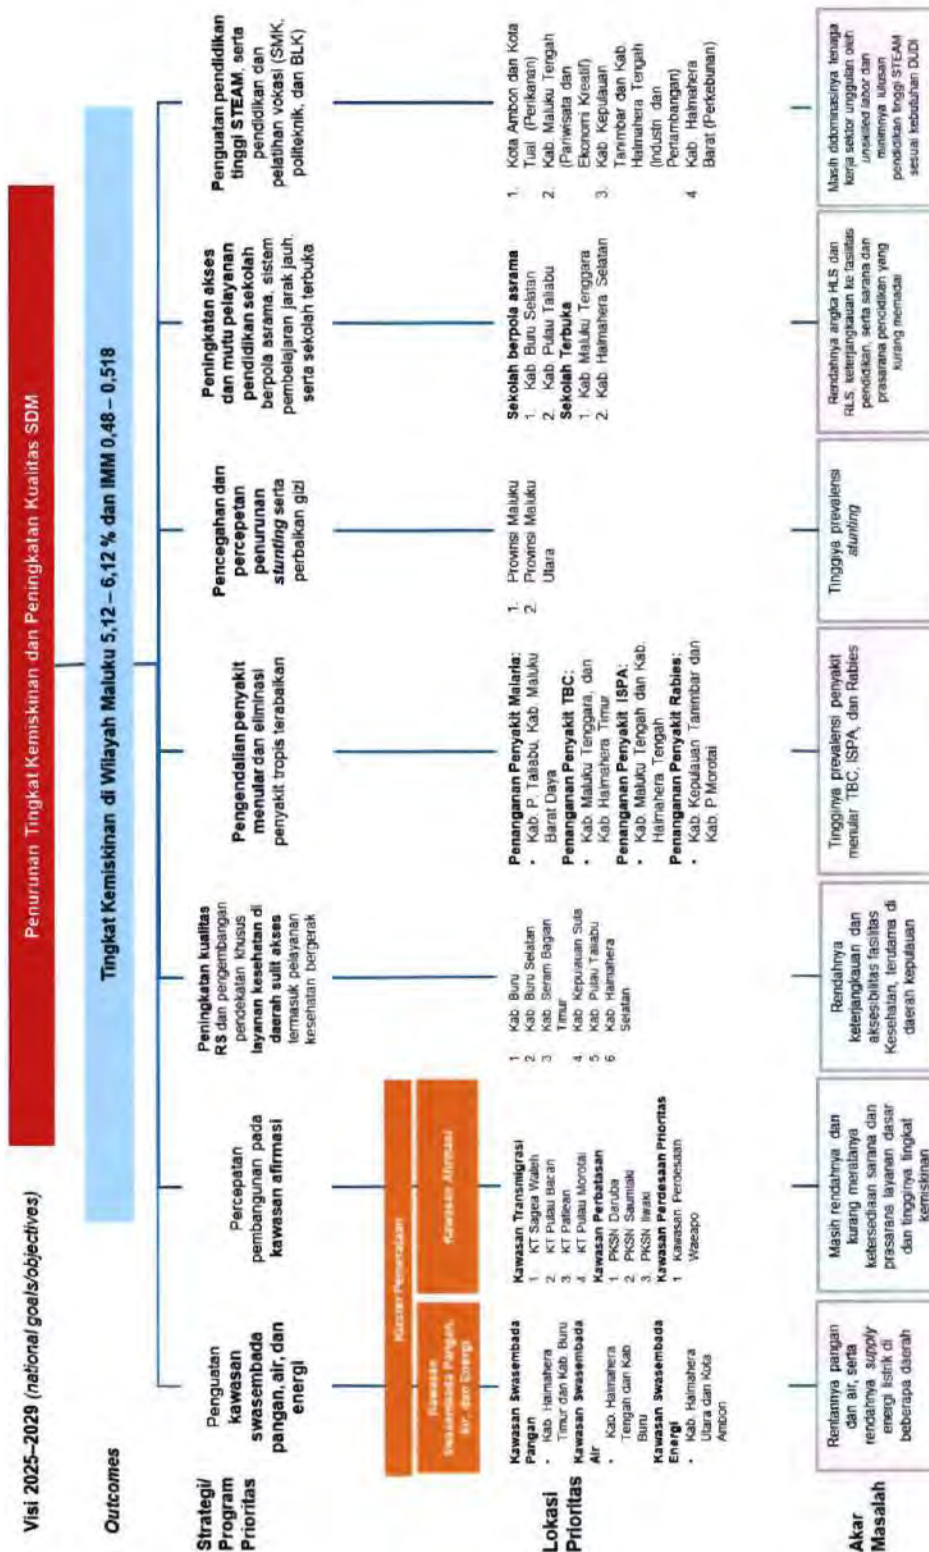 Visi 2025–2029 (national goals/objectives)
Penurunan Tingkat Kemiskinan dan Peningkatan Kualitas SDM
Outcomes
Tingkat Kemiskinan di Wilayah Maluku 5,12 – 6,12 % dan IMM 0,48 – 0,518
Strategi/
Program
Prioritas
Penguatan
kawasan
swasembada
pangan, air, dan
energi
Percepatan
pembangunan pada
kawasan afirmasi
Peningkatan kualitas
RS dan pengembangan
pendekatan khusus
layanan kesehatan di
daerah sulit akses
termasuk pelayanan
kesehatan bergerak
Pengendalian penyakit
menular dan eliminasi
penyakit tropis terabaikan
Pencegahan dan
percepetan
penurunan
stunting serta
perbaikan gizi
Peningkatan akses
dan mutu pelayanan
pendidikan sekolah
berpola asrama, sistem
pembelajaran jarak jauh,
serta sekolah terbuka
Penguatan pendidikan
tinggi STEAM, serta
pendidikan dan
pelatihan vokasi (SMK,
politeknik, dan BLK)
Klaster Pemerataan
Kawasan
Swasembada Pangan,
Air, dan Energi
Kawasan Afirmasi
Lokasi
Prioritas
Kawasan Swasembada
Pangan
• Kab. Halmahera
Timur dan Kab. Buru
Kawasan Swasembada
Air
• Kab. Halmahera
Tengah dan Kab
Buru
Kawasan Swasembada
Energi
• Kab. Halmahera
Utara dan Kota
Ambon
Kawasan Transmigrasi
1 KT Sagea Waleh
2. KT Pulau Bacan
3 KT Patlean
4. KT Pulau Morotai
Kawasan Perbatasan
1. PKSN Daruba
2 PKSN Saumlaki
3. PKSN Ilwaki
Kawasan Perdesaan Prioritas
1 Kawasan Perdesaan
Waeapo
1 Kab. Buru
2 Kab. Buru Selatan
3 Kab. Seram Bagian
Timur
4 Kab Kepulauan Sula
5 Kab Pulau Taliabu
6 Kab Halmahera
Selatan
Penanganan Penyakit Malaria:
• Kab. P. Taliabu, Kab. Maluku
Barat Daya
Penanganan Penyakit TBC:
• Kab. Maluku Tenggara, dan
Kab. Halmahera Timur
Penanganan Penyakit ISPA:
• Kab. Maluku Tengah dan Kab.
Halmahera Tengah
Penanganan Penyakit Rabies:
• Kab. Kepulauan Tanimbar dan
Kab. P Morotai
1. Provinsi Maluku
2. Provinsi Maluku
Utara
Sekolah berpola asrama
1. Kab. Buru Selatan
2. Kab. Pulau Taliabu
Sekolah Terbuka
1. Kab. Maluku Tenggara
2. Kab. Halmahera Selatan
1. Kota Ambon dan Kota
Tual (Perikanan)
2. Kab. Maluku Tengah
(Pariwisata dan
Ekonomi Kreatif)
3 Kab. Kepulauan
Tanimbar dan Kab.
Halmahera Tengah
(Industri dan
Pertambangan)
4 Kab. Halmahera
Barat (Perkebunan)
Akar
Masalah
Rentannya pangan
dan air, serta
rendahnya supply
energi listrik di
beberapa daerah
Masih rendahnya dan
kurang meratanya
ketersediaan sarana dan
prasarana layanan dasar
dan tingginya tingkat
kemiskinan
Rendahnya
keterjangkauan dan
aksesibilitas fasilitas
Kesehatan, terutama di
daerah kepulauan
Tingginya prevalensi penyakit
menular TBC, ISPA, dan Rabies
Tinggiya prevalensi
stunting
Rendahnya angka HLS dan
RLS, keterjangkauan ke fasilitas
pendidikan, serta sarana dan
prasarana pendidikan yang
kurang memadai
Masih didominasinya tenaga
kerja sektor unggulan oleh
unskilled labor dan
minimnya lulusan
pendidikan tinggi STEAM
sesuai kebutuhan DUDI